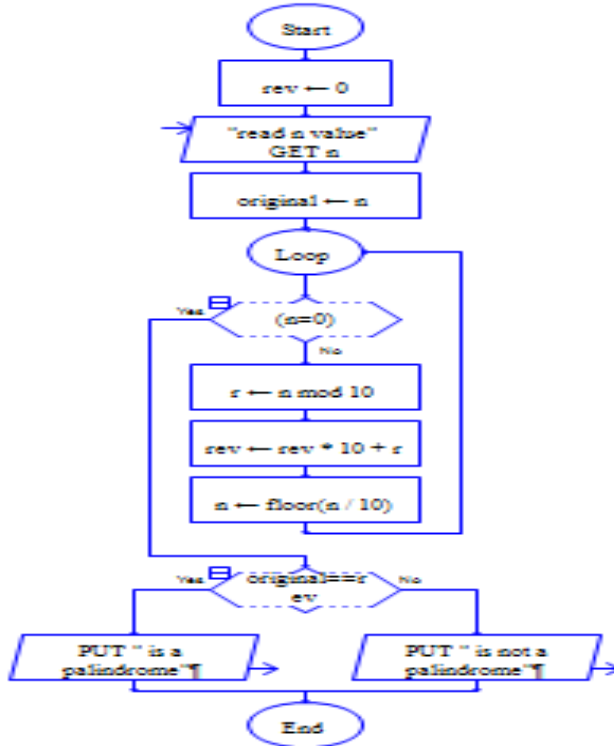 Start
rev ← 0
"read n value"
GET n
original ← n
Loop
Yes
(n=0)
No
r ← n mod 10
rev ← rev * 10 + r
n ← floor(n / 10)
Yes
original==r
ev
No
PUT " is a
palindrome"¶
PUT " is not a
palindrome"¶
End